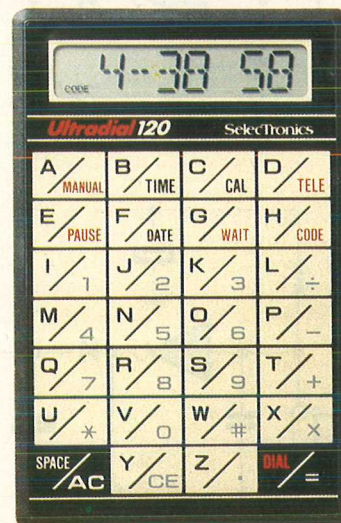 CODE 4--38 58
Ultradial 120 SelecTronics
A/MANUAL B/TIME C/CAL D/TELE
E/PAUSE F/DATE G/WAIT H/CODE
I/1 J/2 K/3 L/÷
M/4 N/5 O/6 P/−
Q/7 R/8 S/9 T/+
U/* V/0 W/# X/×
SPACE/AC Y/CE Z/. DIAL/=